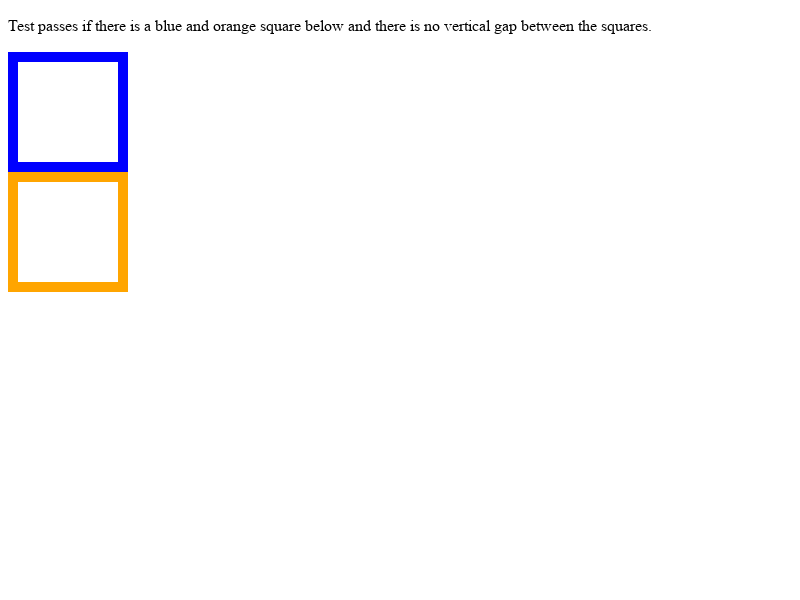 Test passes if there is a blue and orange square below and there is no vertical gap between the squares.